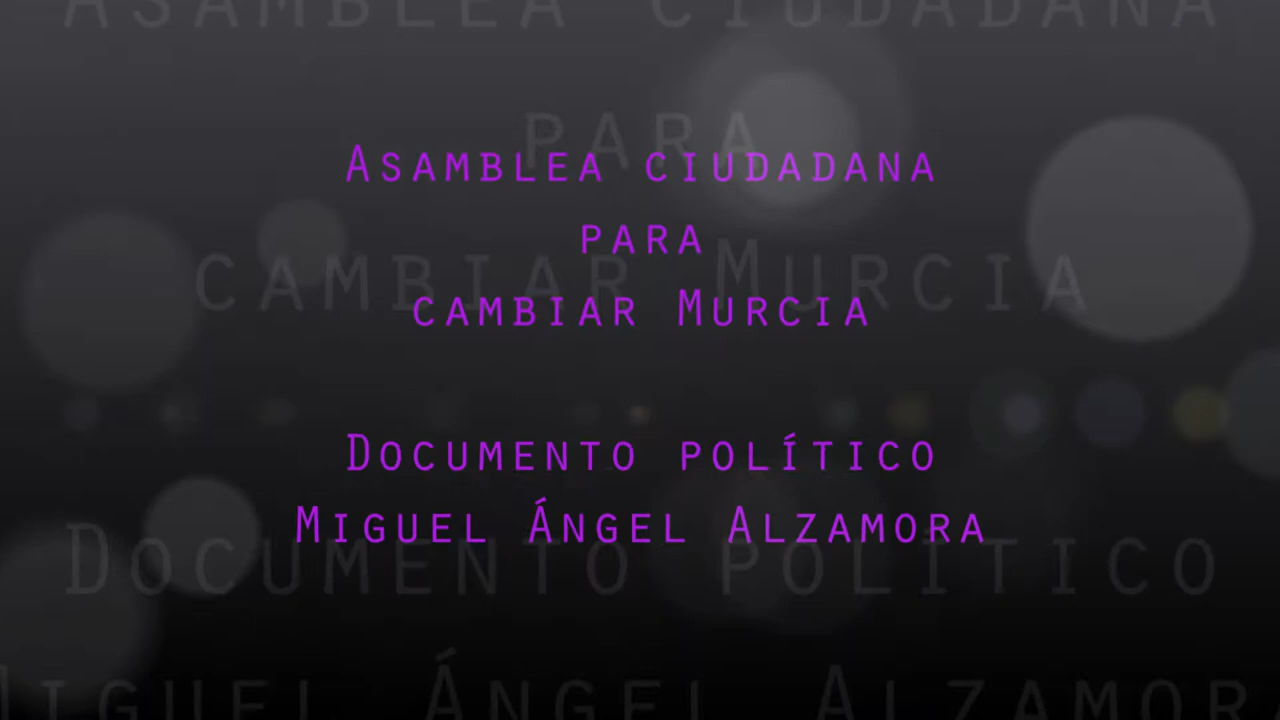 Asamblea ciudadana
para
cambiar Murcia
Documento político
Miguel Ángel Alzamora